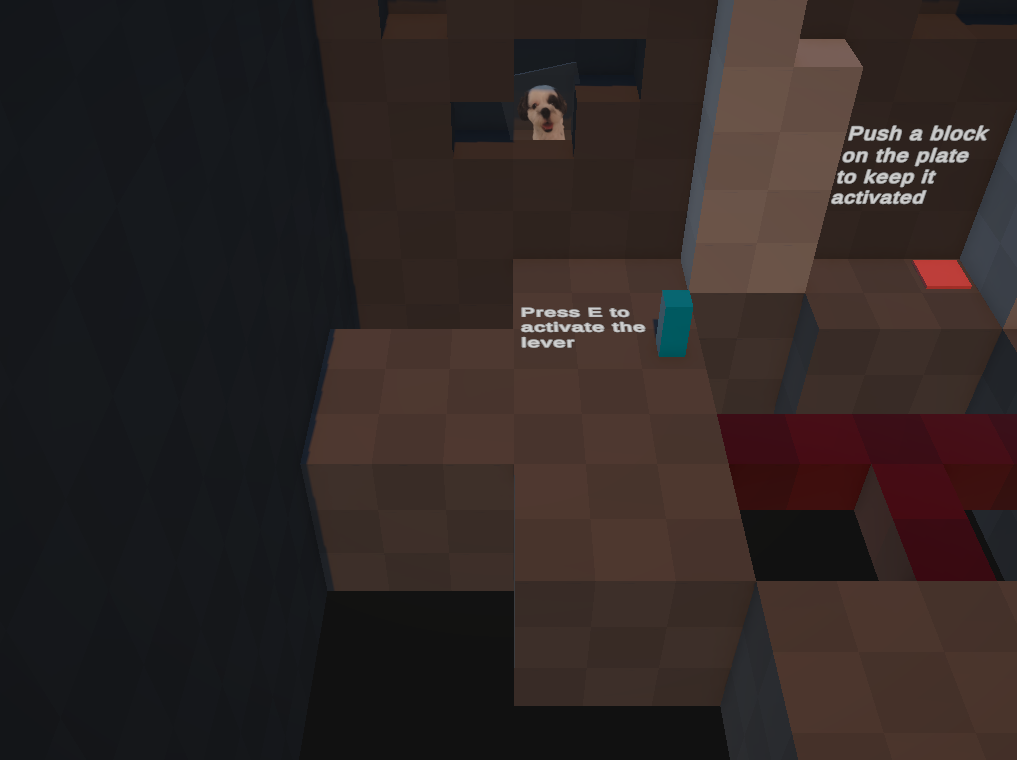 Push a block
on the plate
to keep it
activated
Press E to
activate the
lever